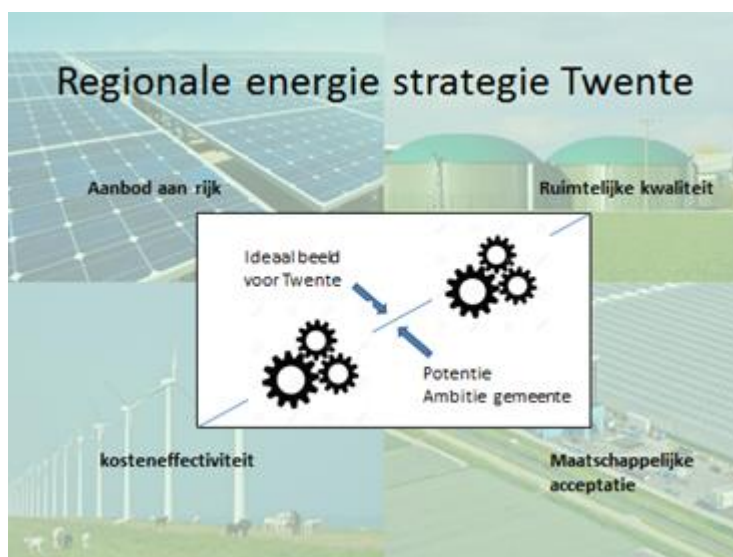 Regionale energie strategie Twente
Aanbod aan rijk
Ruimtelijke kwaliteit
Ideaal beeld
voor Twente
Potentie
Ambitie gemeente
kosteneffectiviteit
Maatschappelijke
acceptatie